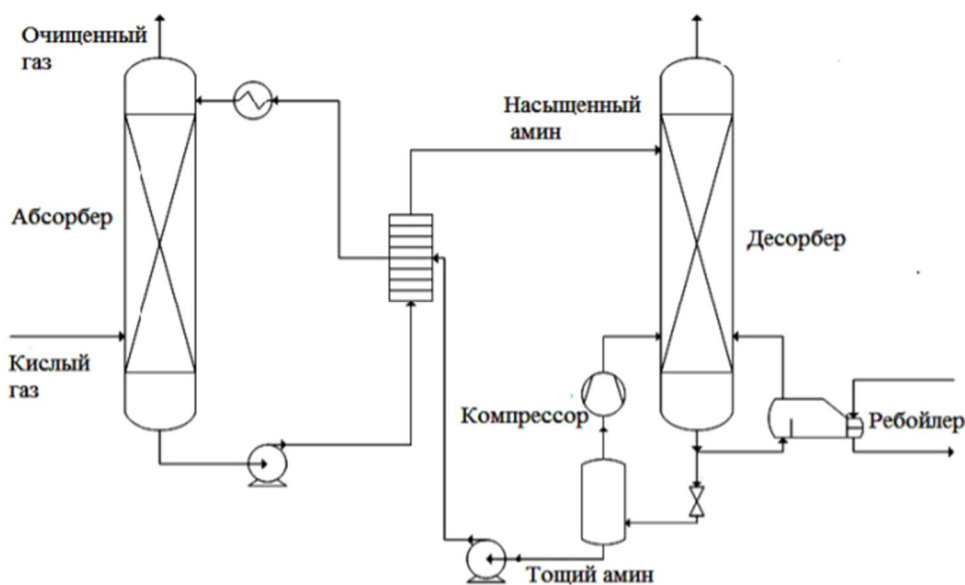 Очищенный
газ
Насыщенный
амин
Абсорбер
Десорбер
Кислый
газ
Компрессор
Ребойлер
Тощий амин